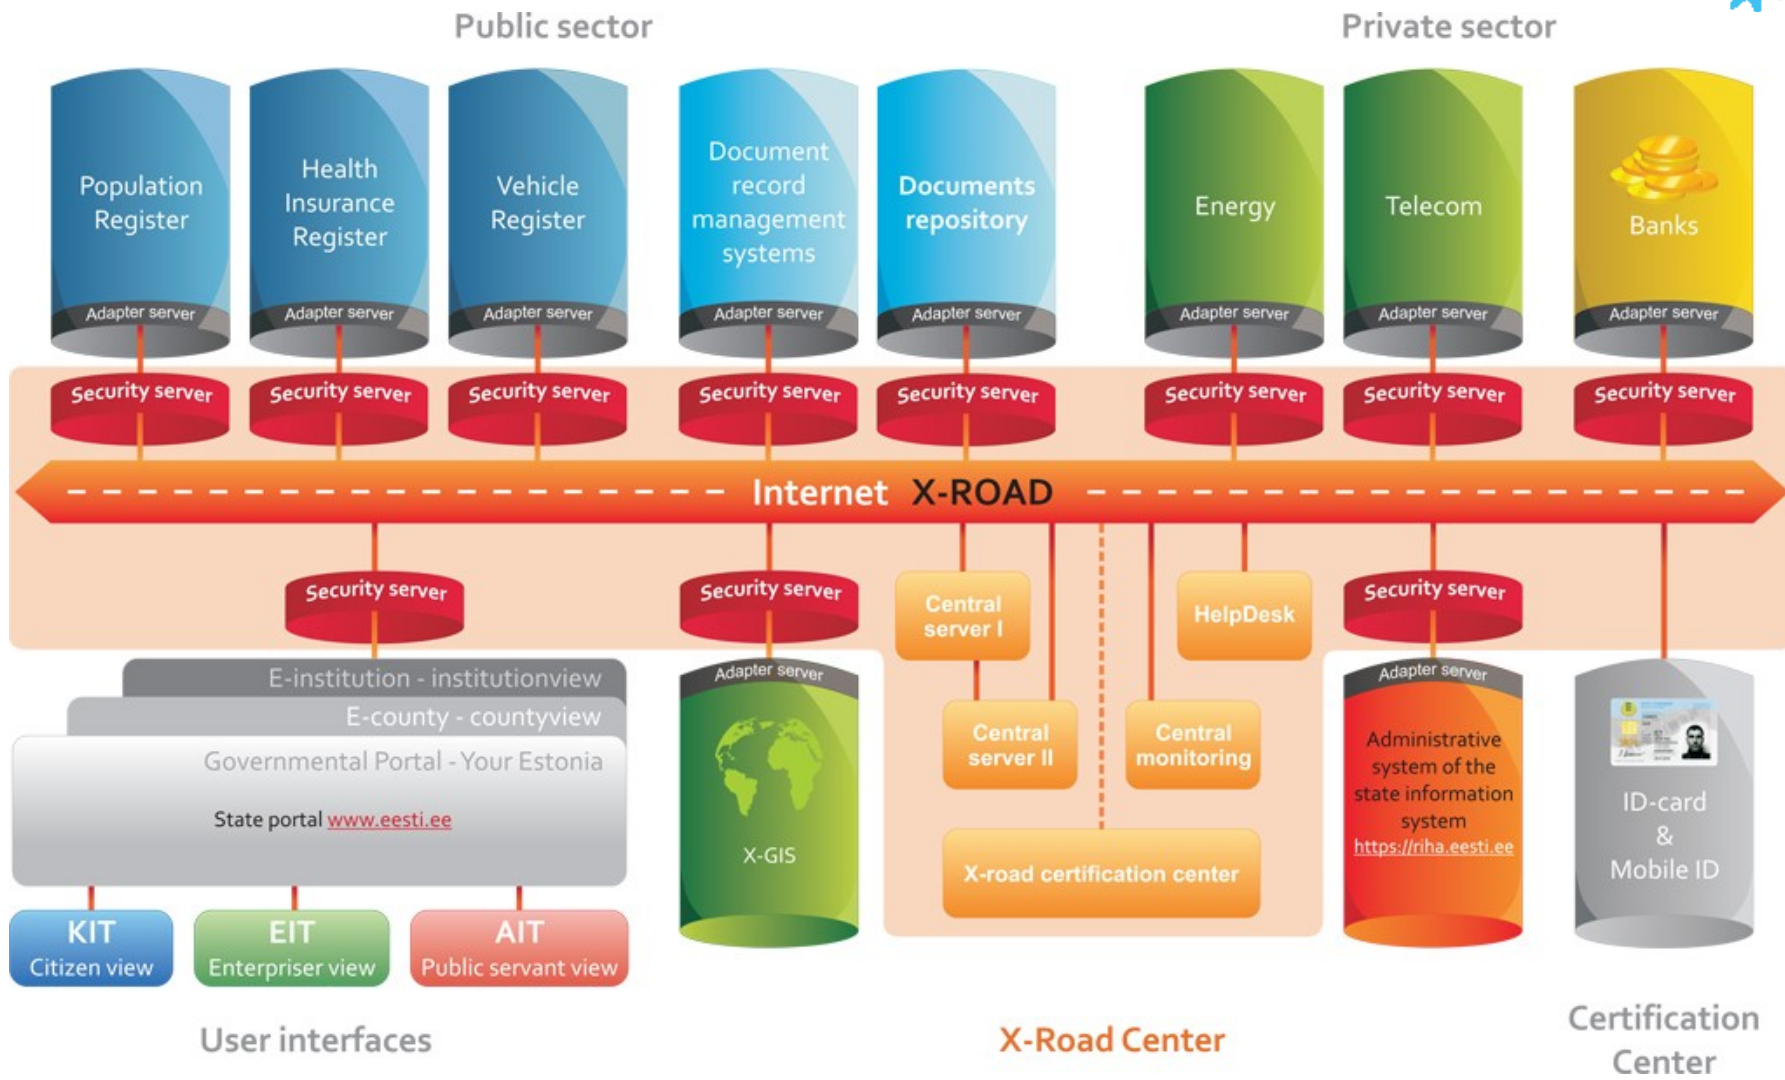 Public sector
Private sector
Population
Register
Health
Insurance
Register
Vehicle
Register
Document
record
management
systems
Documents
repository
Energy
Telecom
Banks
Adapter server
Adapter server
Adapter server
Adapter server
Adapter server
Adapter server
Adapter server
Adapter server
Security server
Security server
Security server
Security server
Security server
Security server
Security server
Security server
Internet X-ROAD
Security server
Security server
Central
server I
HelpDesk
Security server
E-institution - institutionview
E-county - countyview
Governmental Portal - Your Estonia
State portal www.eesti.ee
Adapter server
X-GIS
Central
server II
Central
monitoring
X-road certification center
Adapter server
Administrative
system of the
state information
system
https://riha.eesti.ee
ID-card
&
Mobile ID
KIT
Citizen view
EIT
Enterpriser view
AIT
Public servant view
User interfaces
X-Road Center
Certification
Center